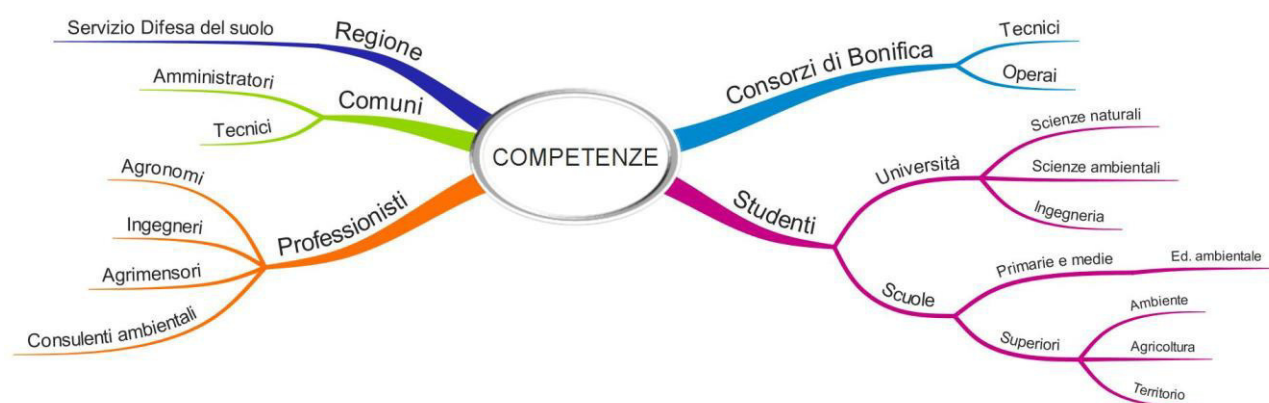 COMPETENZE
Regione
Servizio Difesa del suolo
Comuni
Amministratori
Tecnici
Professionisti
Agronomi
Ingegneri
Agrimensori
Consulenti ambientali
Consorzi di Bonifica
Tecnici
Operai
Studenti
Università
Scienze naturali
Scienze ambientali
Ingegneria
Scuole
Primarie e medie
Ed. ambientale
Superiori
Ambiente
Agricoltura
Territorio